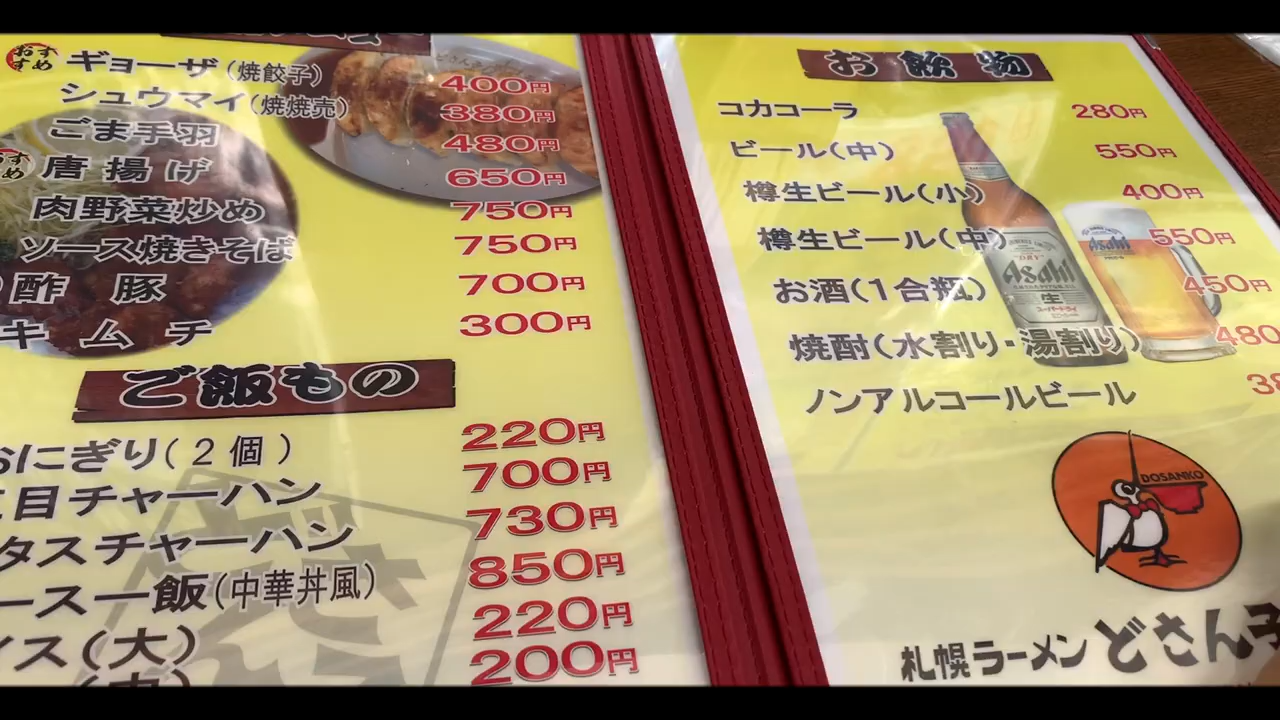 おすすめ
ギョーザ(焼餃子) 400円
シュウマイ(焼焼売) 380円
ごま手羽 480円
おすすめ
唐揚げ 650円
肉野菜炒め 750円
ソース焼きそば 750円
酢豚 700円
キムチ 300円
ご飯もの
おにぎり(2個) 220円
目チャーハン 700円
タスチャーハン 730円
ースー飯(中華丼風) 850円
イス(大) 220円
200円
お飲物
コカコーラ 280円
ビール(中) 550円
樽生ビール(小) 400円
樽生ビール(中) 550円
お酒(1合瓶) 450円
焼酎(水割り・湯割り) 480
ノンアルコールビール 38
Asahi
Asahi
生
DOSANKO
札幌ラーメン どさん子